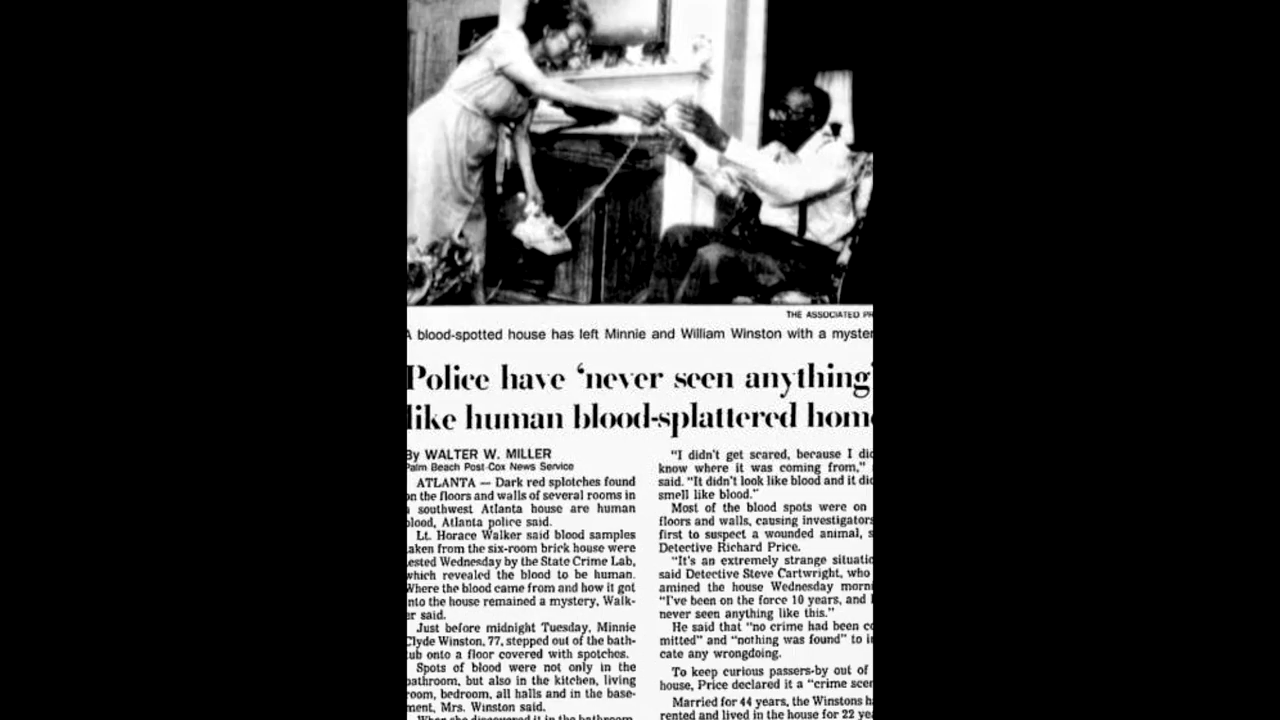 THE ASSOCIATED PR
A blood-spotted house has left Minnie and William Winston with a myster
Police have ‘never seen anything’
like human blood-splattered home
By WALTER W. MILLER
Palm Beach Post-Cox News Service
ATLANTA — Dark red splotches found
on the floors and walls of several rooms in
a southwest Atlanta house are human
blood, Atlanta police said.
Lt. Horace Walker said blood samples
taken from the six-room brick house were
tested Wednesday by the State Crime Lab,
which revealed the blood to be human.
Where the blood came from and how it got
into the house remained a mystery, Walk-
er said.
Just before midnight Tuesday, Minnie
Clyde Winston, 77, stepped out of the bath-
tub onto a floor covered with spotches.
Spots of blood were not only in the
bathroom, but also in the kitchen, living
room, bedroom, all halls and in the base-
ment, Mrs. Winston said.
When she discovered it in the bathroom,
“I didn’t get scared, because I did
know where it was coming from,”
said. “It didn’t look like blood and it did
smell like blood.”
Most of the blood spots were on
floors and walls, causing investigators
first to suspect a wounded animal, s
Detective Richard Price.
“It’s an extremely strange situatio
said Detective Steve Cartwright, who
amined the house Wednesday morni
“I’ve been on the force 10 years, and I
never seen anything like this.”
He said that “no crime had been co
mitted” and “nothing was found” to in
cate any wrongdoing.
To keep curious passers-by out of
house, Price declared it a “crime scen
Married for 44 years, the Winstons h
rented and lived in the house for 22 yea